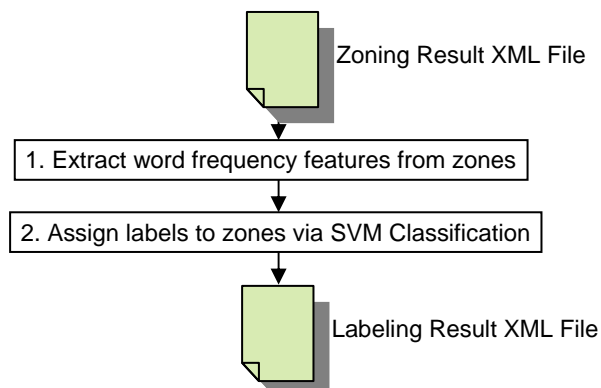 Zoning Result XML File
1. Extract word frequency features from zones
2. Assign labels to zones via SVM Classification
Labeling Result XML File